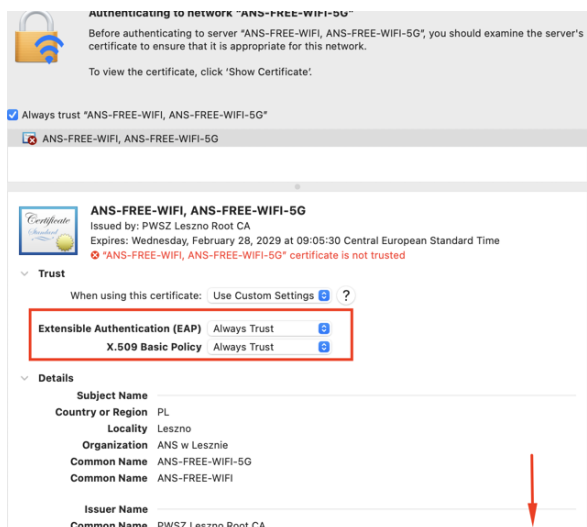 Authenticating to network "ANS-FREE-WIFI-5G"
Before authenticating to server "ANS-FREE-WIFI, ANS-FREE-WIFI-5G", you should examine the server's
certificate to ensure that it is appropriate for this network.
To view the certificate, click 'Show Certificate'.
Always trust "ANS-FREE-WIFI, ANS-FREE-WIFI-5G"
ANS-FREE-WIFI, ANS-FREE-WIFI-5G
Certificate
Standard
ANS-FREE-WIFI, ANS-FREE-WIFI-5G
Issued by: PWSZ Leszno Root CA
Expires: Wednesday, February 28, 2029 at 09:05:30 Central European Standard Time
"ANS-FREE-WIFI, ANS-FREE-WIFI-5G" certificate is not trusted
Trust
When using this certificate: Use Custom Settings ?
Extensible Authentication (EAP) Always Trust
X.509 Basic Policy Always Trust
Details
Subject Name
Country or Region PL
Locality Leszno
Organization ANS w Lesznie
Common Name ANS-FREE-WIFI-5G
Common Name ANS-FREE-WIFI
Issuer Name
Common Name PWSZ Leszno Root CA